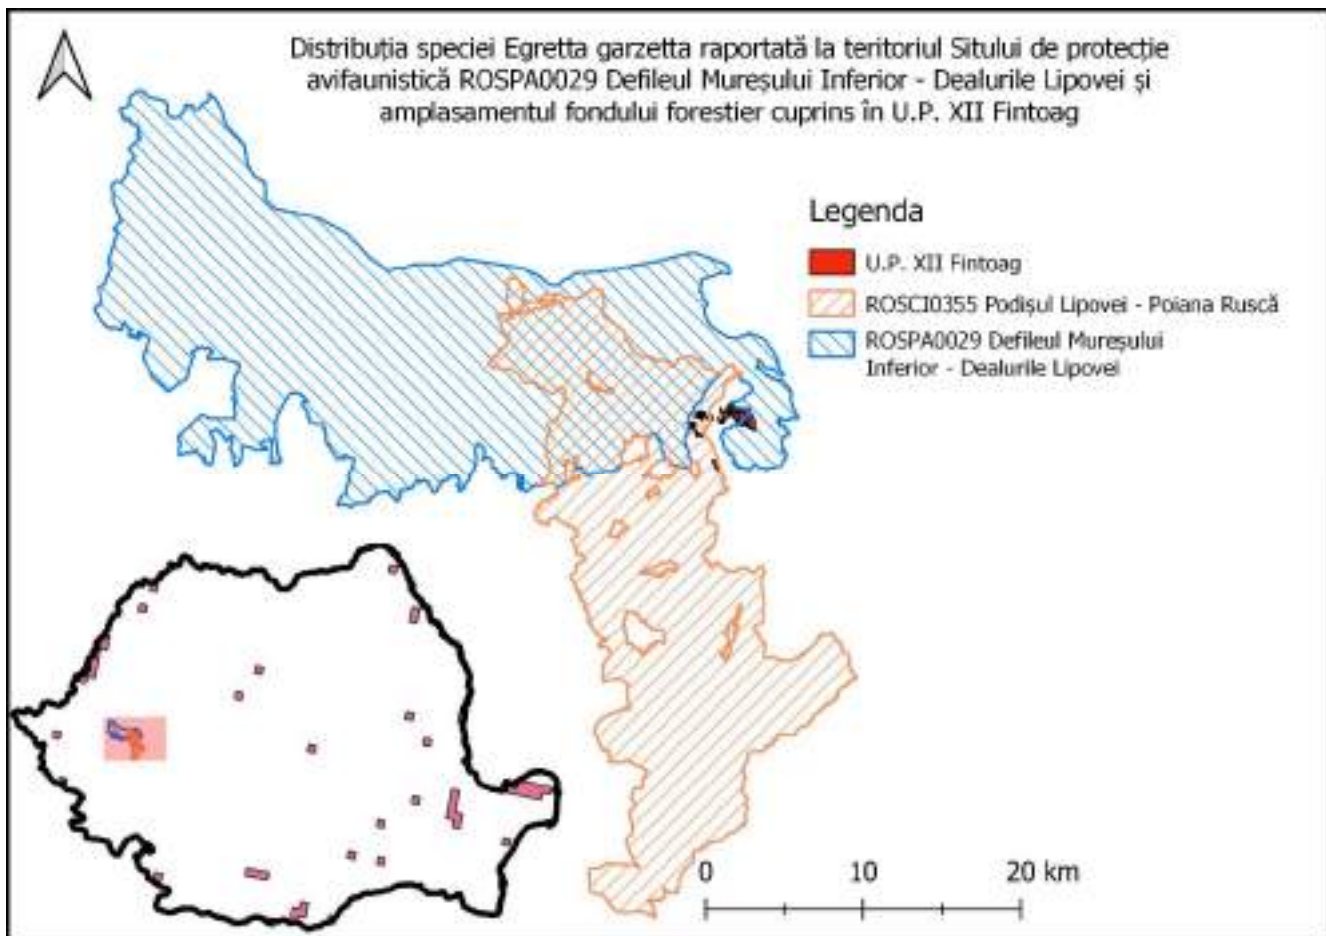 Distribuția speciei Egretta garzetta raportată la teritoriul Sitului de protecție
avifaunistică ROSPA0029 Defileul Mureșului Inferior - Dealurile Lipovei și
amplasamentul fondului forestier cuprins în U.P. XII Fintoag
Legenda
U.P. XII Fintoag
ROSCI0355 Podișul Lipovei - Poiana Ruscă
ROSPA0029 Defileul Mureșului
Inferior - Dealurile Lipovei
0 10 20 km